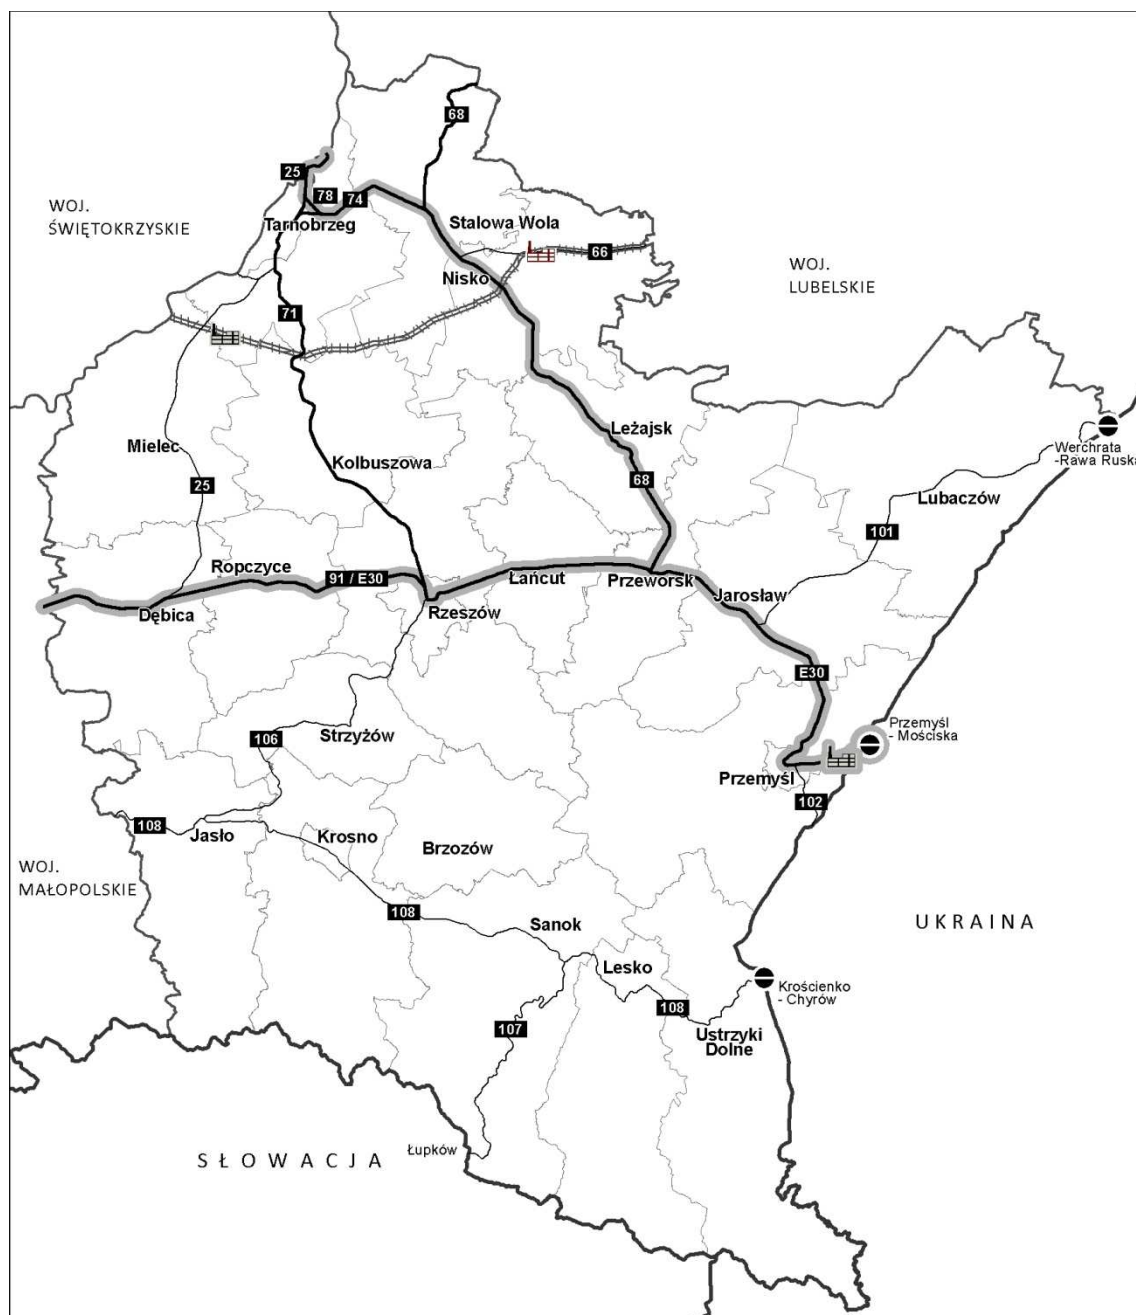 68
25
78
74
WOJ.
ŚWIĘTOKRZYSKIE
Tarnobrzeg
Stalowa Wola
66
WOJ.
LUBELSKIE
Nisko
71
Leżajsk
Mielec
Kolbuszowa
Werchrata
-Rawa Ruska
25
68
Lubaczów
101
Ropczyce
91 / E30
Łańcut
Przeworsk
Jarosław
Dębica
Rzeszów
E30
Przemyśl
- Mościska
Strzyżów
106
Przemyśl
102
108
Jasło
Krosno
Brzozów
WOJ.
MAŁOPOLSKIE
108
Sanok
UKRAINA
Lesko
Krościenko
- Chyrów
108
107
Ustrzyki
Dolne
Łupków
SŁOWACJA